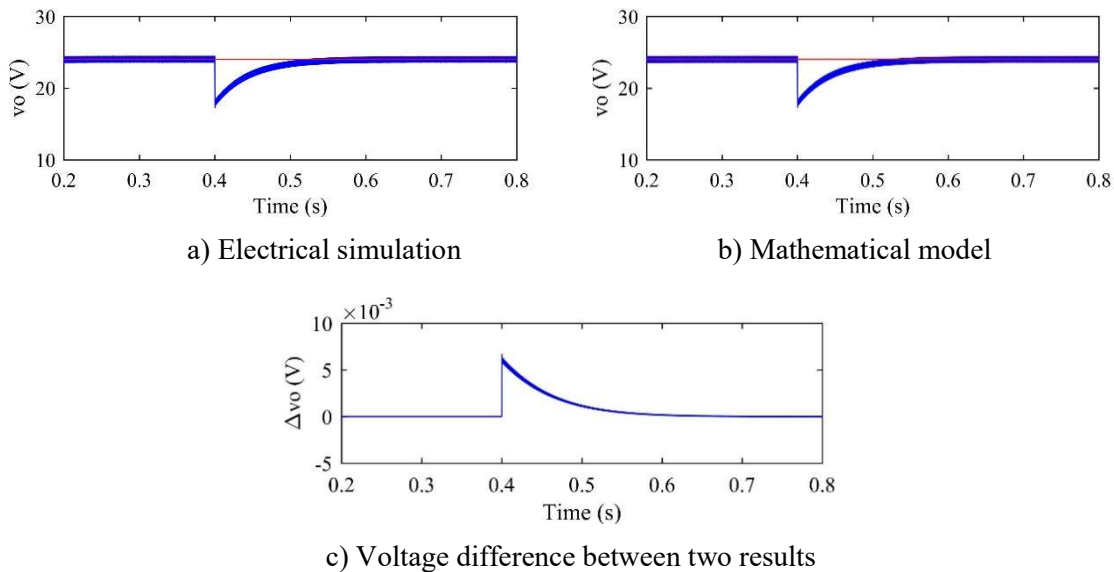 30
20
10
vo (V)
0.2 0.3 0.4 0.5 0.6 0.7 0.8
Time (s)
a) Electrical simulation
30
20
10
vo (V)
0.2 0.3 0.4 0.5 0.6 0.7 0.8
Time (s)
b) Mathematical model
×10⁻³
10
5
0
-5
Δvo (V)
0.2 0.3 0.4 0.5 0.6 0.7 0.8
Time (s)
c) Voltage difference between two results